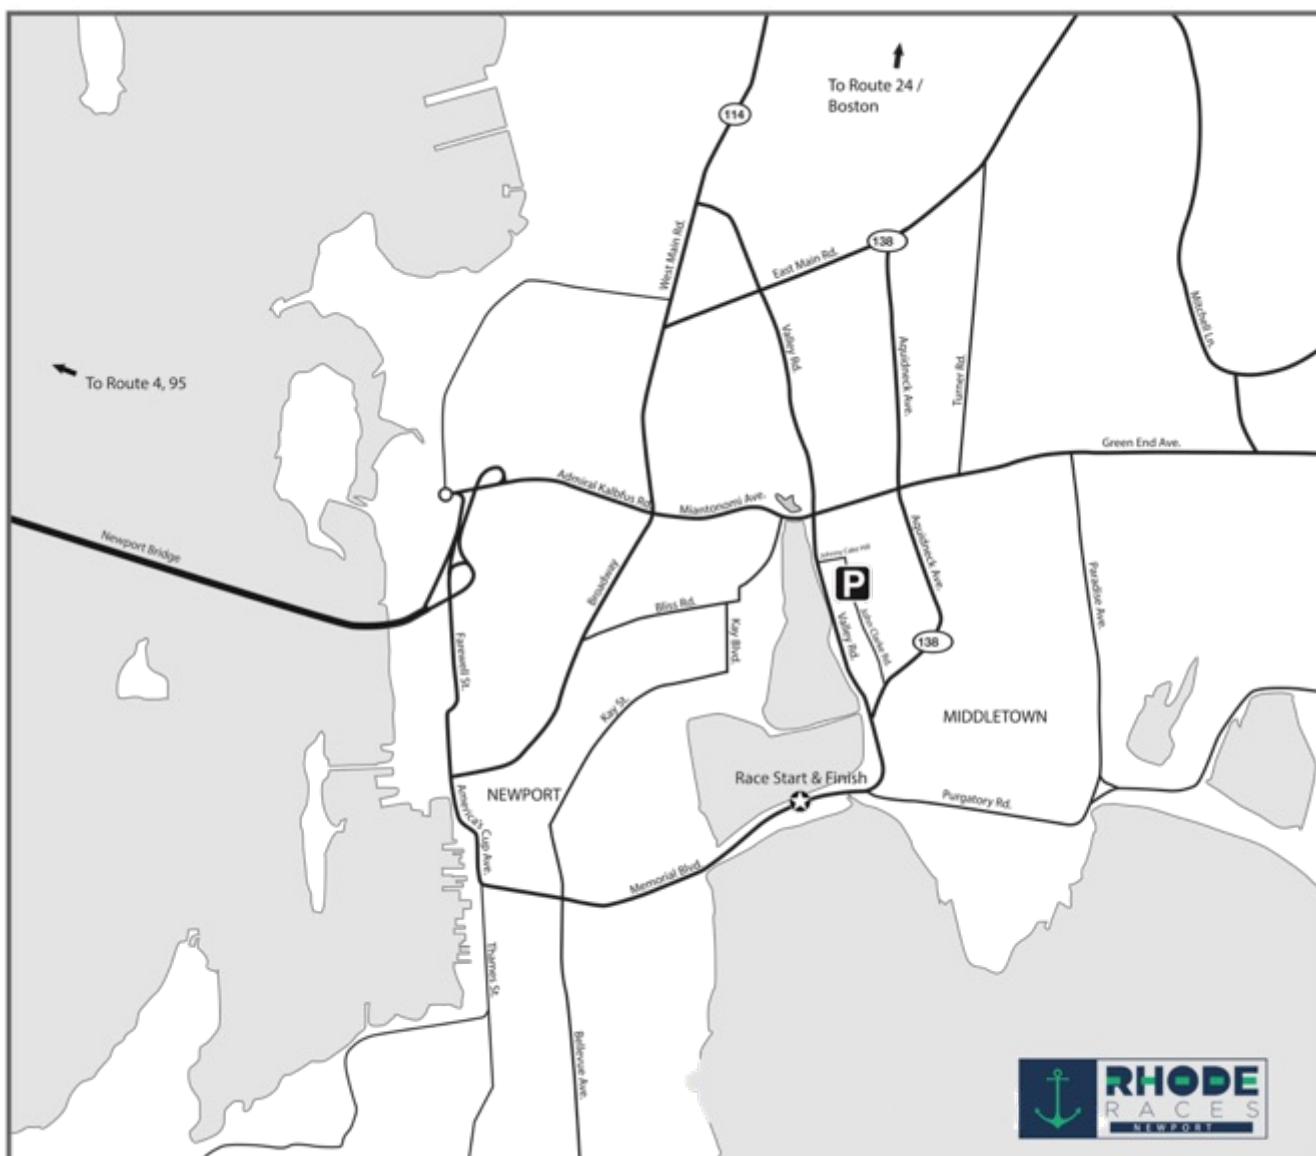 114
To Route 24 /
Boston
West Main Rd.
138
East Main Rd.
Mitchell Ln.
Valley Rd.
Aquidneck Ave.
Turner Rd.
To Route 4, 95
Green End Ave.
Admiral Kalbfus Rd.
Miantonomi Ave.
Newport Bridge
Johnny Cake Hill
P
Aquidneck Ave.
Broadway
Bliss Rd.
Kay Blvd.
Valley Rd.
John Clarke Rd.
138
Paradise Ave.
Farewell St.
Kay St.
MIDDLETOWN
Race Start & Finish
NEWPORT
America's Cup Ave.
Purgatory Rd.
Memorial Blvd.
Thames St.
Bellevue Ave.
RHODE
RACES
NEWPORT